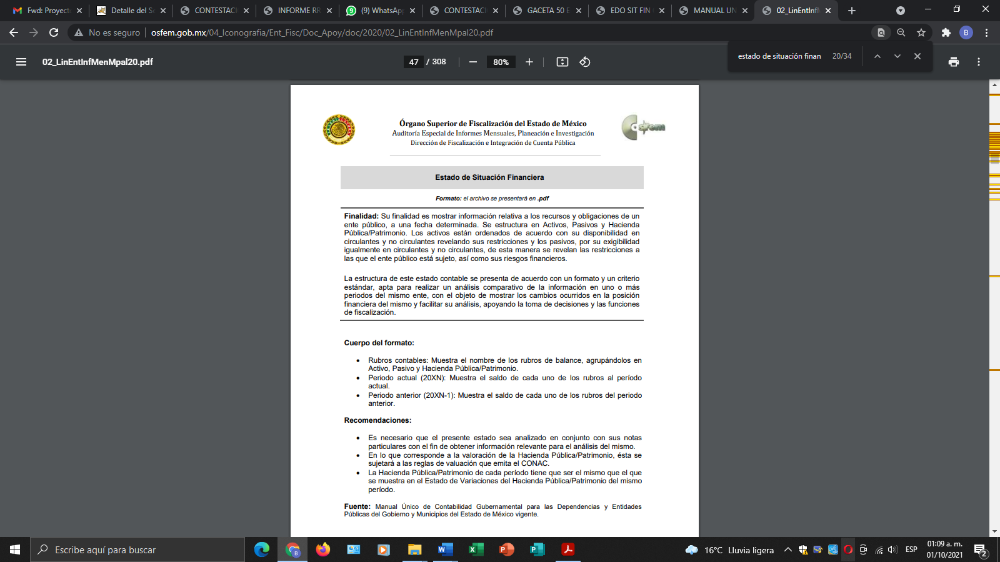 Fwd: Proyect
Detalle del Se
CONTESTACI
INFORME RR
(9) WhatsApp
CONTESTACI
GACETA 50 E
EDO SIT FIN
MANUAL UN
02_LinEntInfM
No es seguro
osfem.gob.mx/04_Iconografia/Ent_Fisc/Doc_Apoy/doc/2020/02_LinEntInfMenMpal20.pdf
B
02_LinEntInfMenMpal20.pdf
47 / 308
80%
estado de situación finan
20/34
Órgano Superior de Fiscalización del Estado de México
Auditoría Especial de Informes Mensuales, Planeación e Investigación
Dirección de Fiscalización e Integración de Cuenta Pública
osfem
Estado de Situación Financiera
Formato: el archivo se presentará en .pdf
Finalidad: Su finalidad es mostrar información relativa a los recursos y obligaciones de un
ente público, a una fecha determinada. Se estructura en Activos, Pasivos y Hacienda
Pública/Patrimonio. Los activos están ordenados de acuerdo con su disponibilidad en
circulantes y no circulantes revelando sus restricciones y los pasivos, por su exigibilidad
igualmente en circulantes y no circulantes, de esta manera se revelan las restricciones a
las que el ente público está sujeto, así como sus riesgos financieros.
La estructura de este estado contable se presenta de acuerdo con un formato y un criterio
estándar, apta para realizar un análisis comparativo de la información en uno o más
periodos del mismo ente, con el objeto de mostrar los cambios ocurridos en la posición
financiera del mismo y facilitar su análisis, apoyando la toma de decisiones y las funciones
de fiscalización.
Cuerpo del formato:
• Rubros contables: Muestra el nombre de los rubros de balance, agrupándolos en
Activo, Pasivo y Hacienda Pública/Patrimonio.
• Periodo actual (20XN): Muestra el saldo de cada uno de los rubros al período
actual.
• Periodo anterior (20XN-1): Muestra el saldo de cada uno de los rubros del periodo
anterior.
Recomendaciones:
• Es necesario que el presente estado sea analizado en conjunto con sus notas
particulares con el fin de obtener información relevante para el análisis del mismo.
• En lo que corresponde a la valoración de la Hacienda Pública/Patrimonio, ésta se
sujetará a las reglas de valuación que emita el CONAC.
• La Hacienda Pública/Patrimonio de cada período tiene que ser el mismo que el que
se muestra en el Estado de Variaciones del Hacienda Pública/Patrimonio del mismo
período.
Fuente: Manual Único de Contabilidad Gubernamental para las Dependencias y Entidades
Públicas del Gobierno y Municipios del Estado de México vigente.
Escribe aquí para buscar
16°C Lluvia ligera
ESP
01:09 a. m.
01/10/2021
2